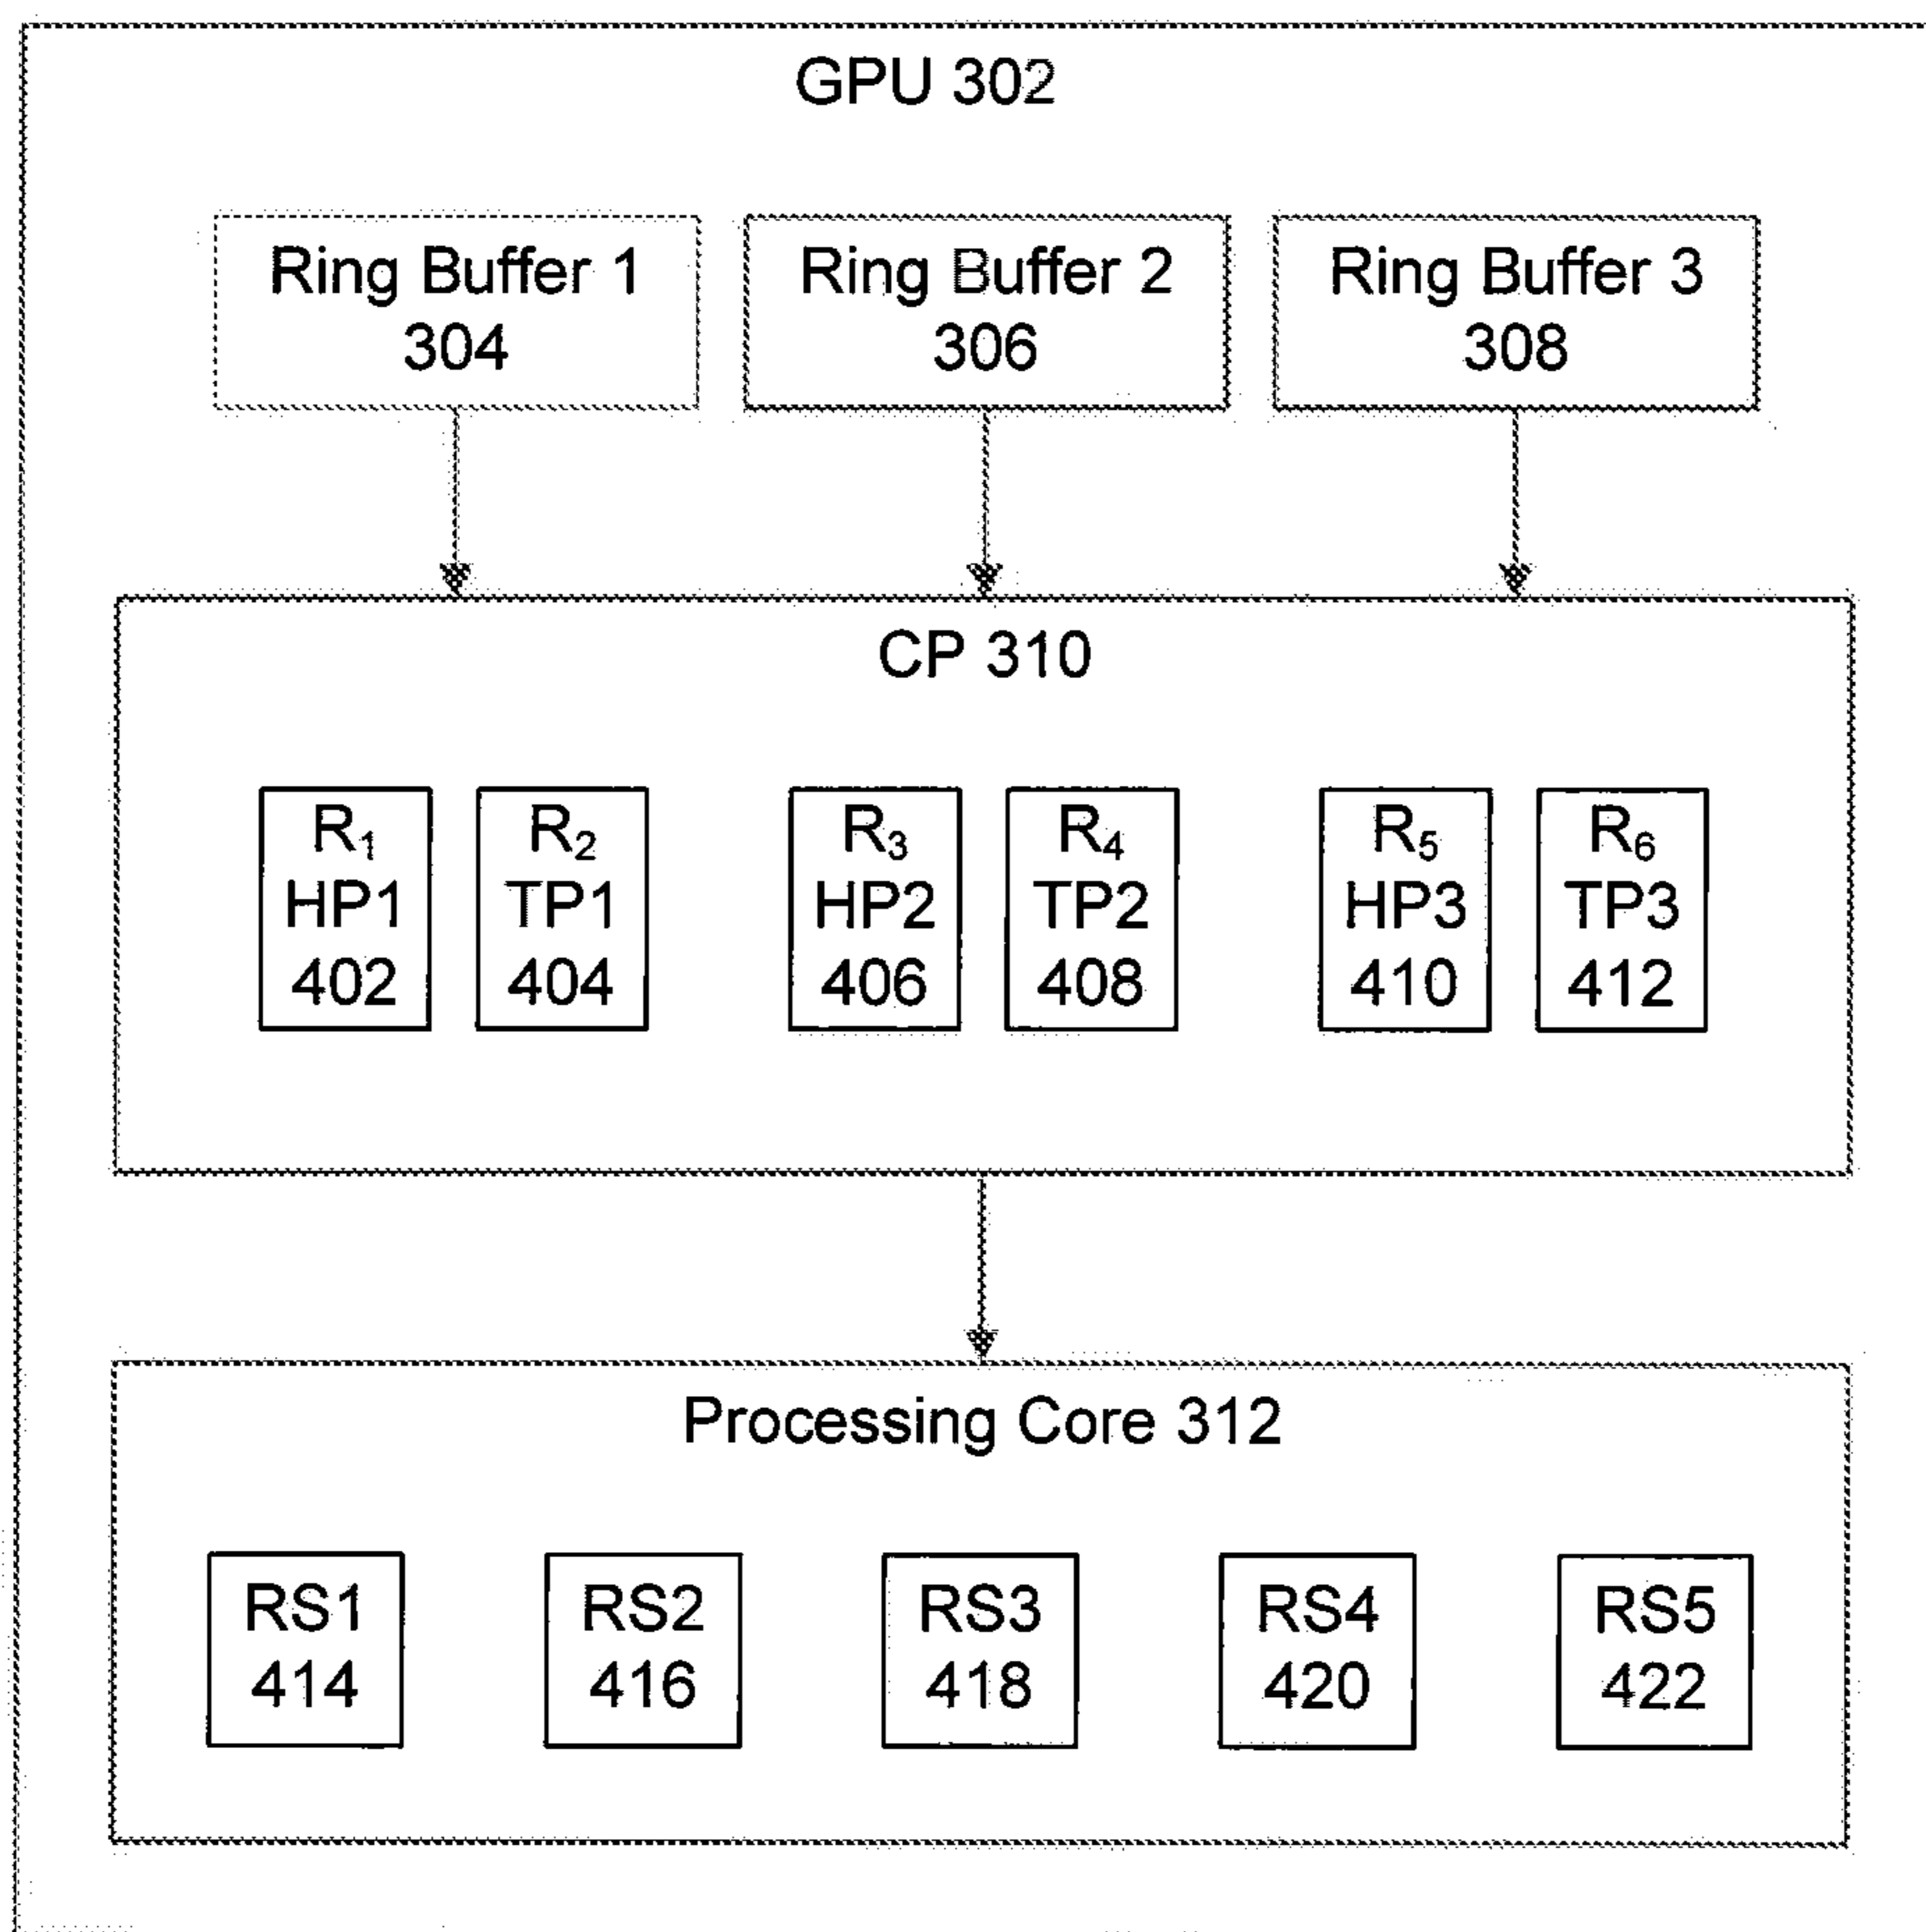 GPU 302
Ring Buffer 1
304
Ring Buffer 2
306
Ring Buffer 3
308
CP 310
R₁
HP1
402
R₂
TP1
404
R₃
HP2
406
R₄
TP2
408
R₅
HP3
410
R₆
TP3
412
Processing Core 312
RS1
414
RS2
416
RS3
418
RS4
420
RS5
422